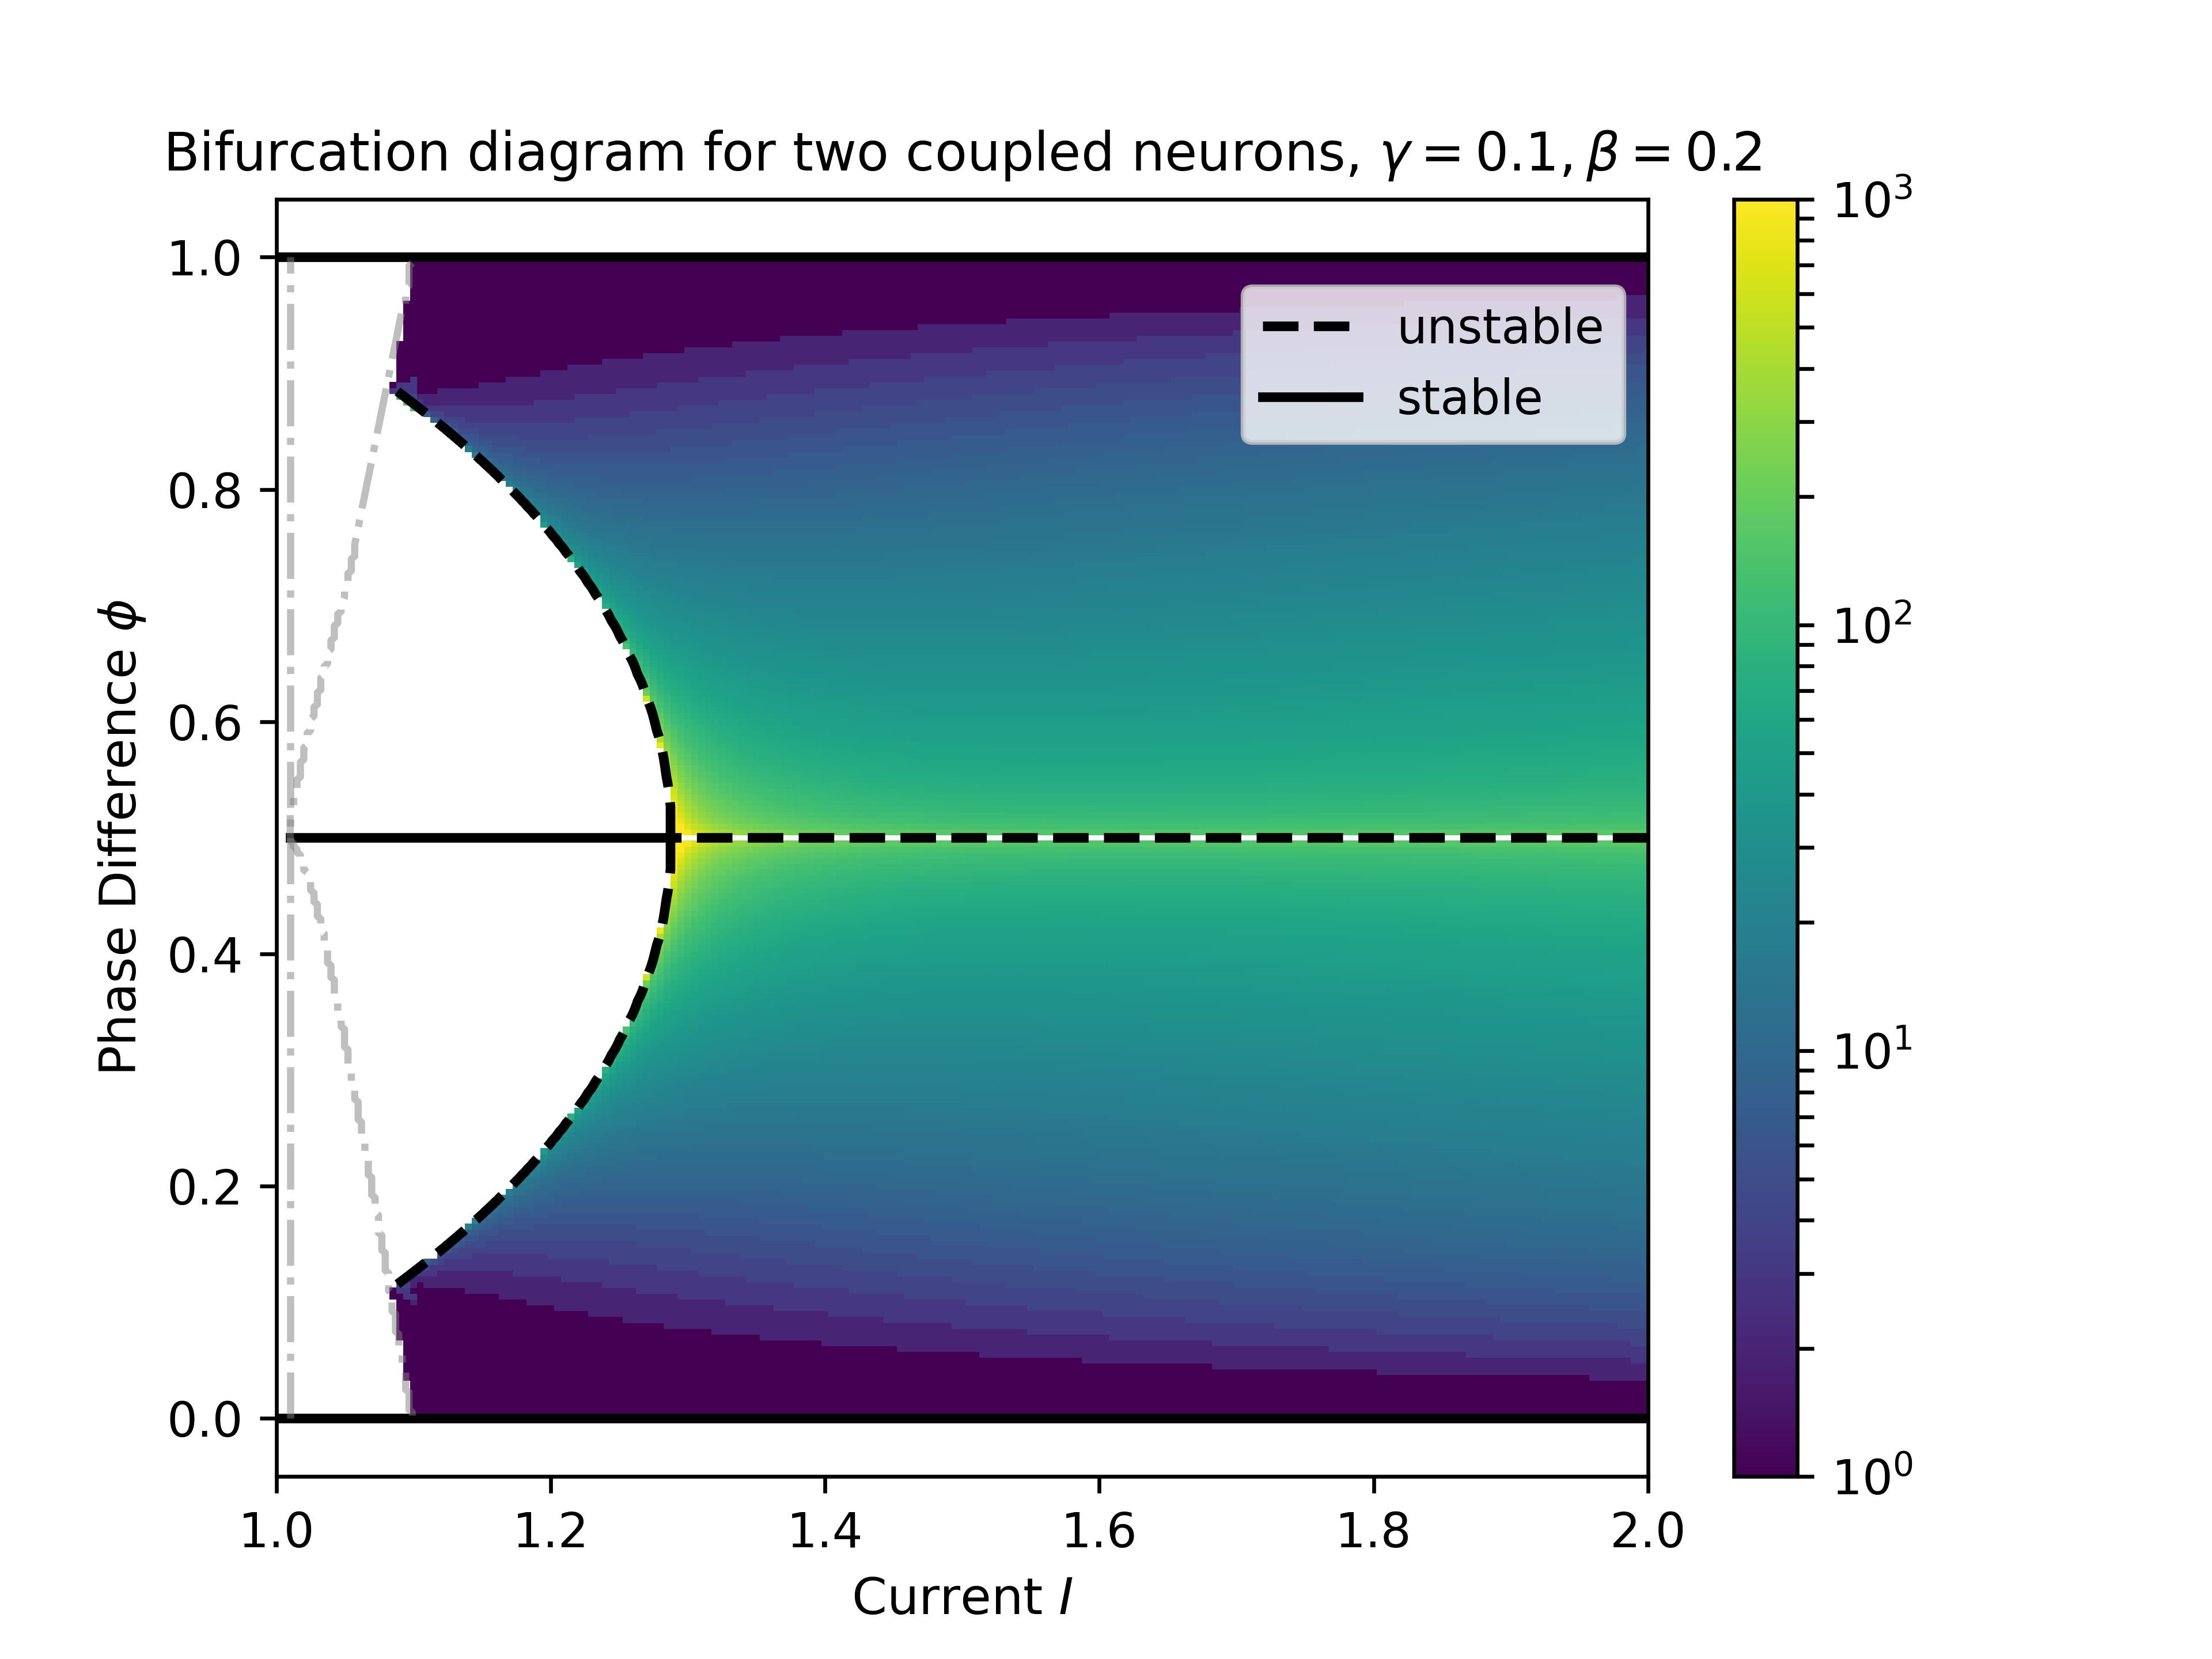 Bifurcation diagram for two coupled neurons, γ = 0.1, β = 0.2
10³
1.0
unstable
stable
0.8
10²
0.6
Phase Difference ϕ
0.4
10¹
0.2
0.0
10⁰
1.0 1.2 1.4 1.6 1.8 2.0
Current I